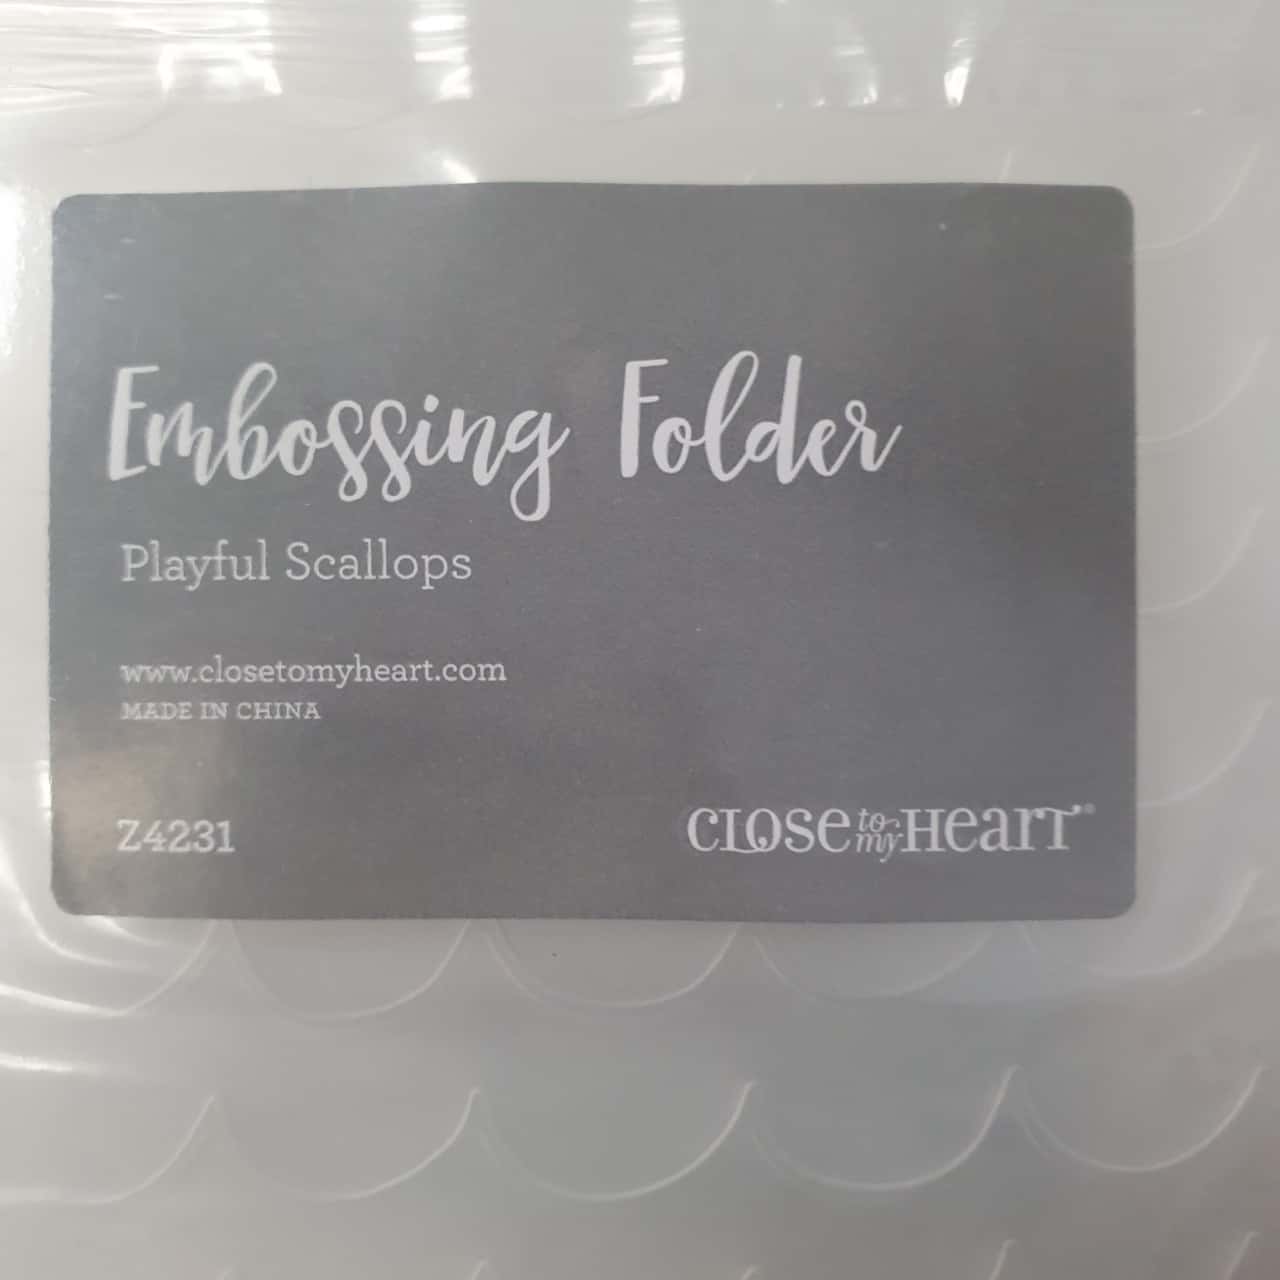 Embossing Folder
Playful Scallops
www.closetomyheart.com
MADE IN CHINA
Z4231
CLOSE to my HEART®